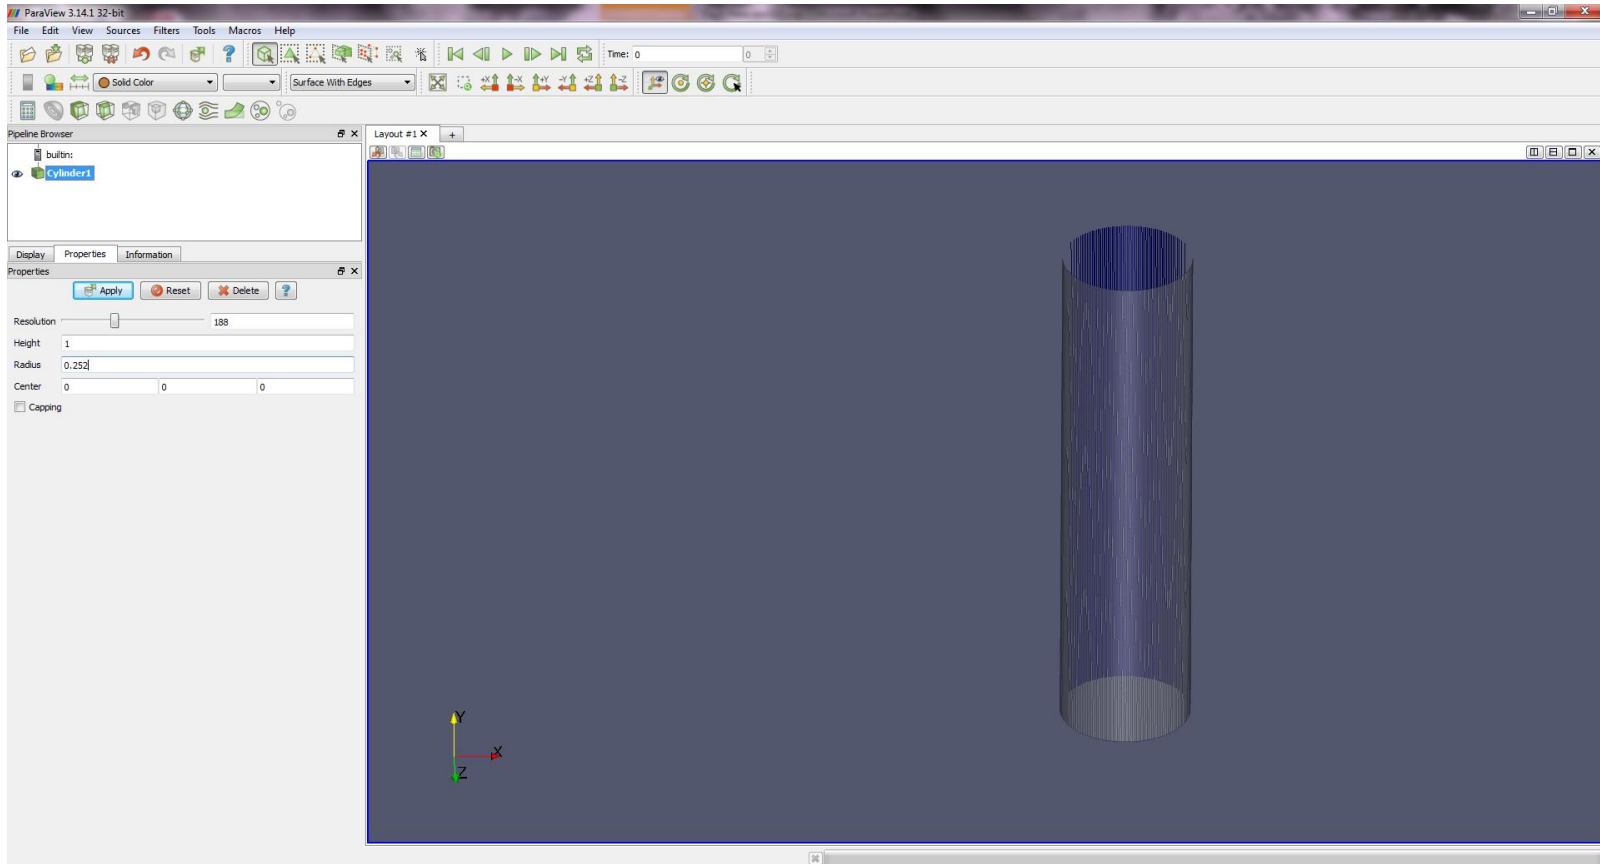 ParaView 3.14.1 32-bit
File Edit View Sources Filters Tools Macros Help
Time: 0 0
Solid Color Surface With Edges +X -X +Y -Y +Z -Z
Pipeline Browser
Layout #1 X +
builtin:
Cylinder1
Display Properties Information
Properties
Apply Reset Delete ?
Resolution 188
Height 1
Radius 0.252
Center 0 0 0
Capping
Y
X
Z